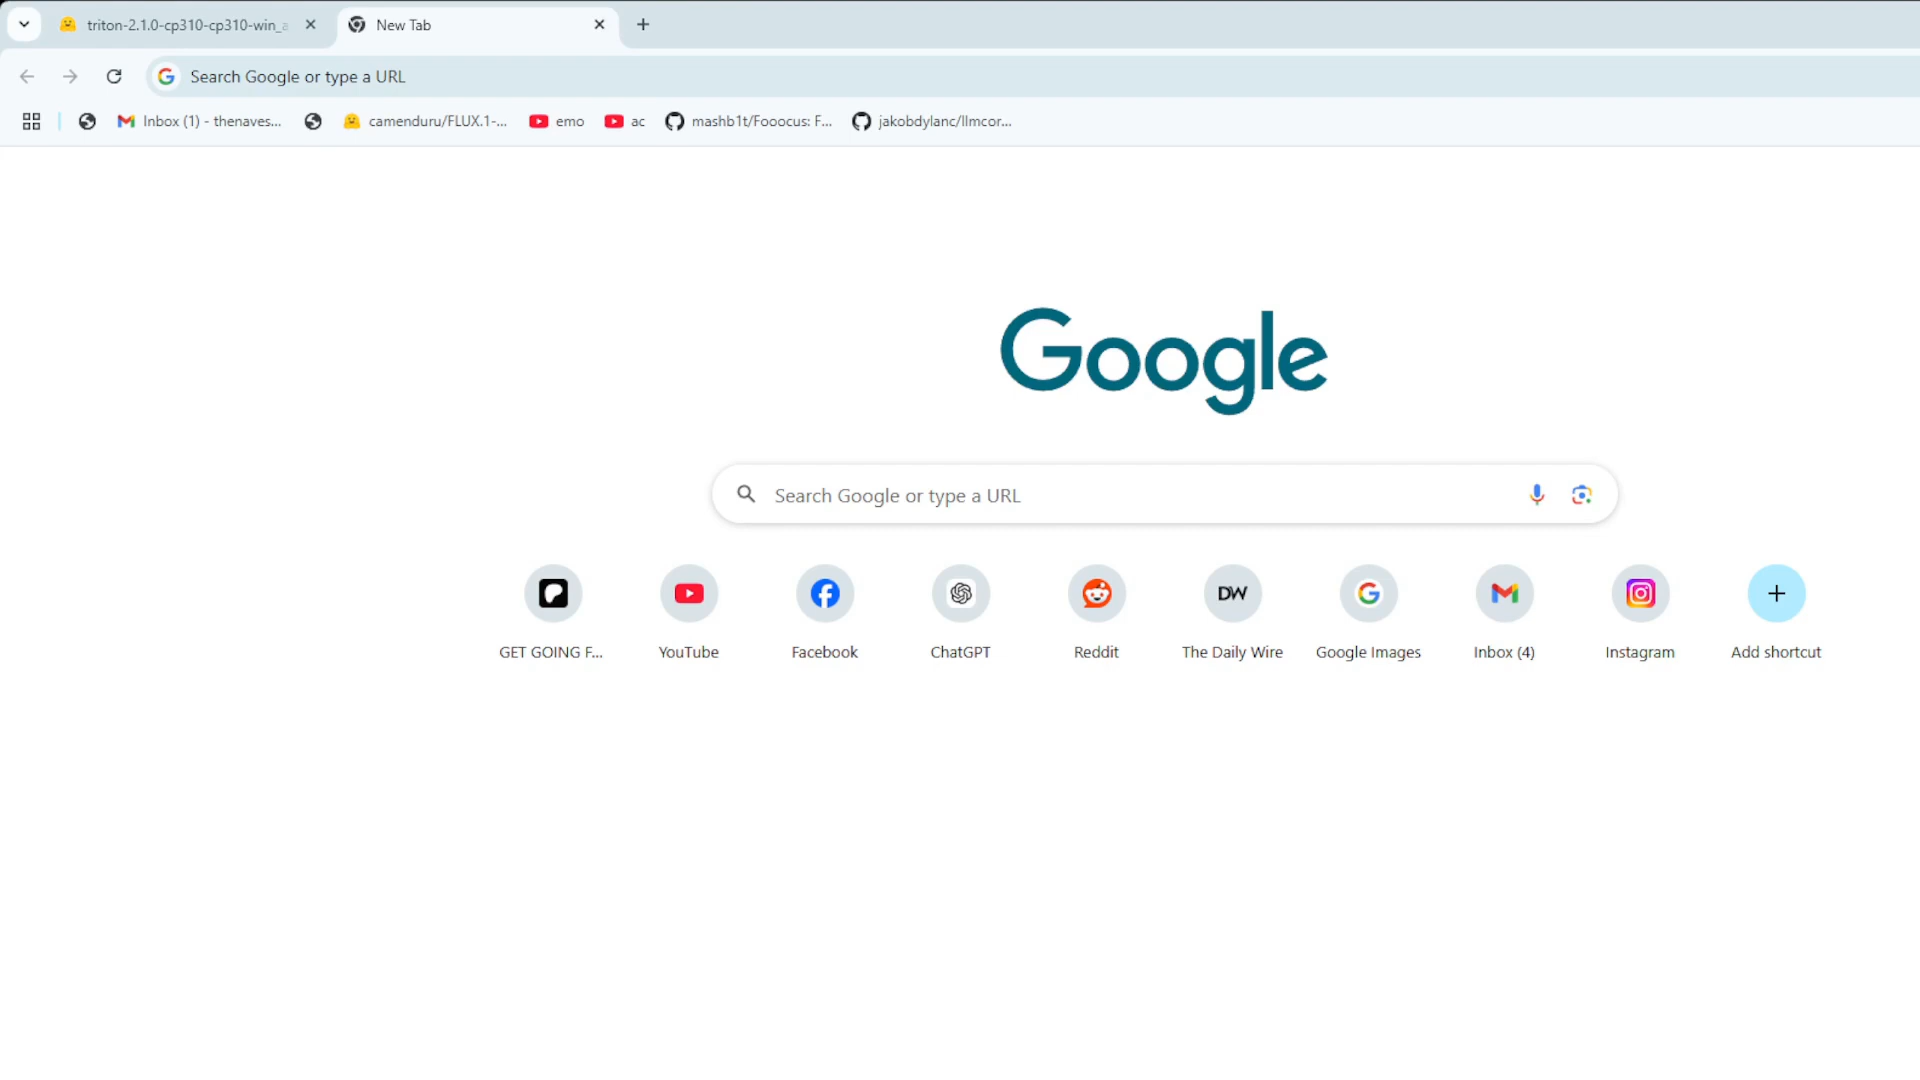 triton-2.1.0-cp310-cp310-win_a
New Tab
Search Google or type a URL
Inbox (1) - thenaves...
camenduru/FLUX.1-...
emo
ac
mashb1t/Fooocus: F...
jakobdylanc/llmcor...
Google
Search Google or type a URL
DW
GET GOING F...
YouTube
Facebook
ChatGPT
Reddit
The Daily Wire
Google Images
Inbox (4)
Instagram
Add shortcut